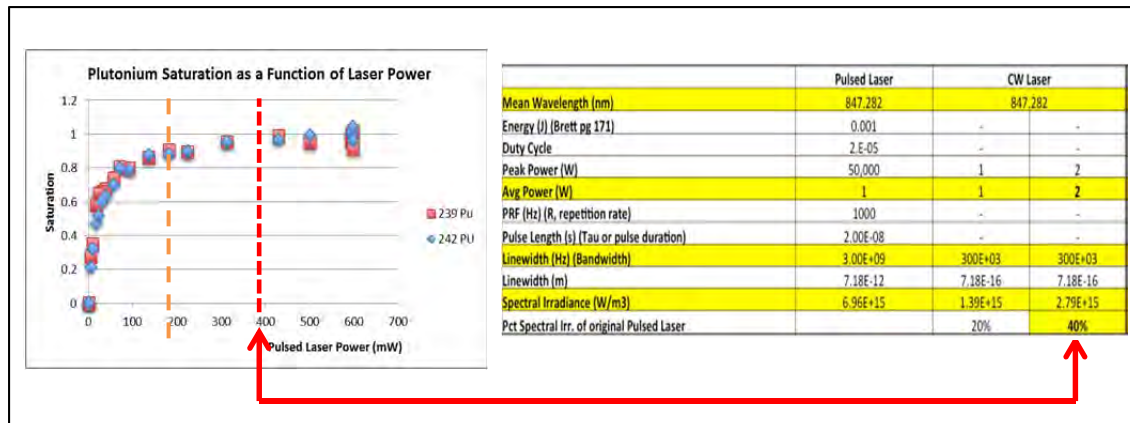 Plutonium Saturation as a Function of Laser Power
1.2
1
0.8
0.6
0.4
0.2
0
Saturation
0 100 200 300 400 500 600 700
Pulsed Laser Power (mW)
239 Pu
242 PU
Pulsed Laser CW Laser
Mean Wavelength (nm) 847.282 847.282
Energy (J) (Brett pg 171) 0.001 - -
Duty Cycle 2.E-05 - -
Peak Power (W) 50,000 1 2
Avg Power (W) 1 1 2
PRF (Hz) (R, repetition rate) 1000 - -
Pulse Length (s) (Tau or pulse duration) 2.00E-08 - -
Linewidth (Hz) (Bandwidth) 3.00E+09 300E+03 300E+03
Linewidth (m) 7.18E-12 7.18E-16 7.18E-16
Spectral Irradiance (W/m3) 6.96E+15 1.39E+15 2.79E+15
Pct Spectral Irr. of original Pulsed Laser 20% 40%